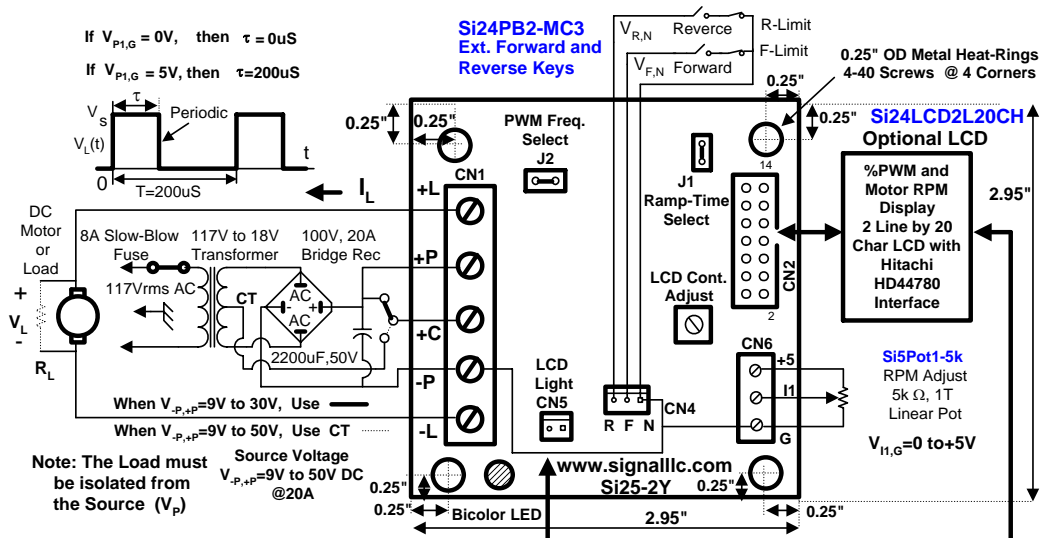 If V_P1,G = 0V, then τ = 0uS
If V_P1,G = 5V, then τ=200uS
τ
Periodic
V_S
V_L(t)
0
t
T=200uS
I_L
Si24PB2-MC3
Ext. Forward and
Reverse Keys
V_R,N
Reverce
R-Limit
V_F,N
Forward
F-Limit
0.25" OD Metal Heat-Rings
4-40 Screws @ 4 Corners
0.25"
0.25"
0.25"
0.25"
Si24LCD2L20CH
Optional LCD
PWM Freq.
Select
J2
J1
Ramp-Time
Select
14
CN2
2
%PWM and
Motor RPM
Display
2 Line by 20
Char LCD with
Hitachi
HD44780
Interface
2.95"
CN1
+L
+P
+C
-P
-L
DC
Motor
or
Load
+
V_L
-
R_L
8A Slow-Blow
Fuse
117V to 18V
Transformer
100V, 20A
Bridge Rec
117Vrms AC
CT
AC
- +
AC
2200uF,50V
LCD Cont.
Adjust
LCD
Light
CN5
R F N
CN4
CN6
+5
I1
G
Si5Pot1-5k
RPM Adjust
5k Ω, 1T
Linear Pot
V_I1,G=0 to+5V
When V_-P,+P=9V to 30V, Use
When V_-P,+P=9V to 50V, Use CT
Source Voltage
V_-P,+P=9V to 50V DC
@20A
Note: The Load must
be isolated from
the Source (V_P)
www.signalllc.com
Si25-2Y
0.25"
0.25"
Bicolor LED
2.95"
0.25"
0.25"